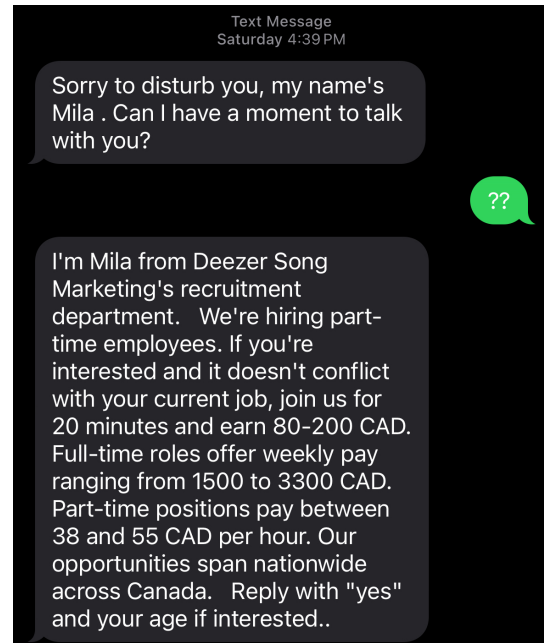 Text Message
Saturday 4:39 PM
Sorry to disturb you, my name's
Mila . Can I have a moment to talk
with you?
??
I'm Mila from Deezer Song
Marketing's recruitment
department.   We're hiring part-
time employees. If you're
interested and it doesn't conflict
with your current job, join us for
20 minutes and earn 80-200 CAD.
Full-time roles offer weekly pay
ranging from 1500 to 3300 CAD.
Part-time positions pay between
38 and 55 CAD per hour. Our
opportunities span nationwide
across Canada.   Reply with "yes"
and your age if interested..